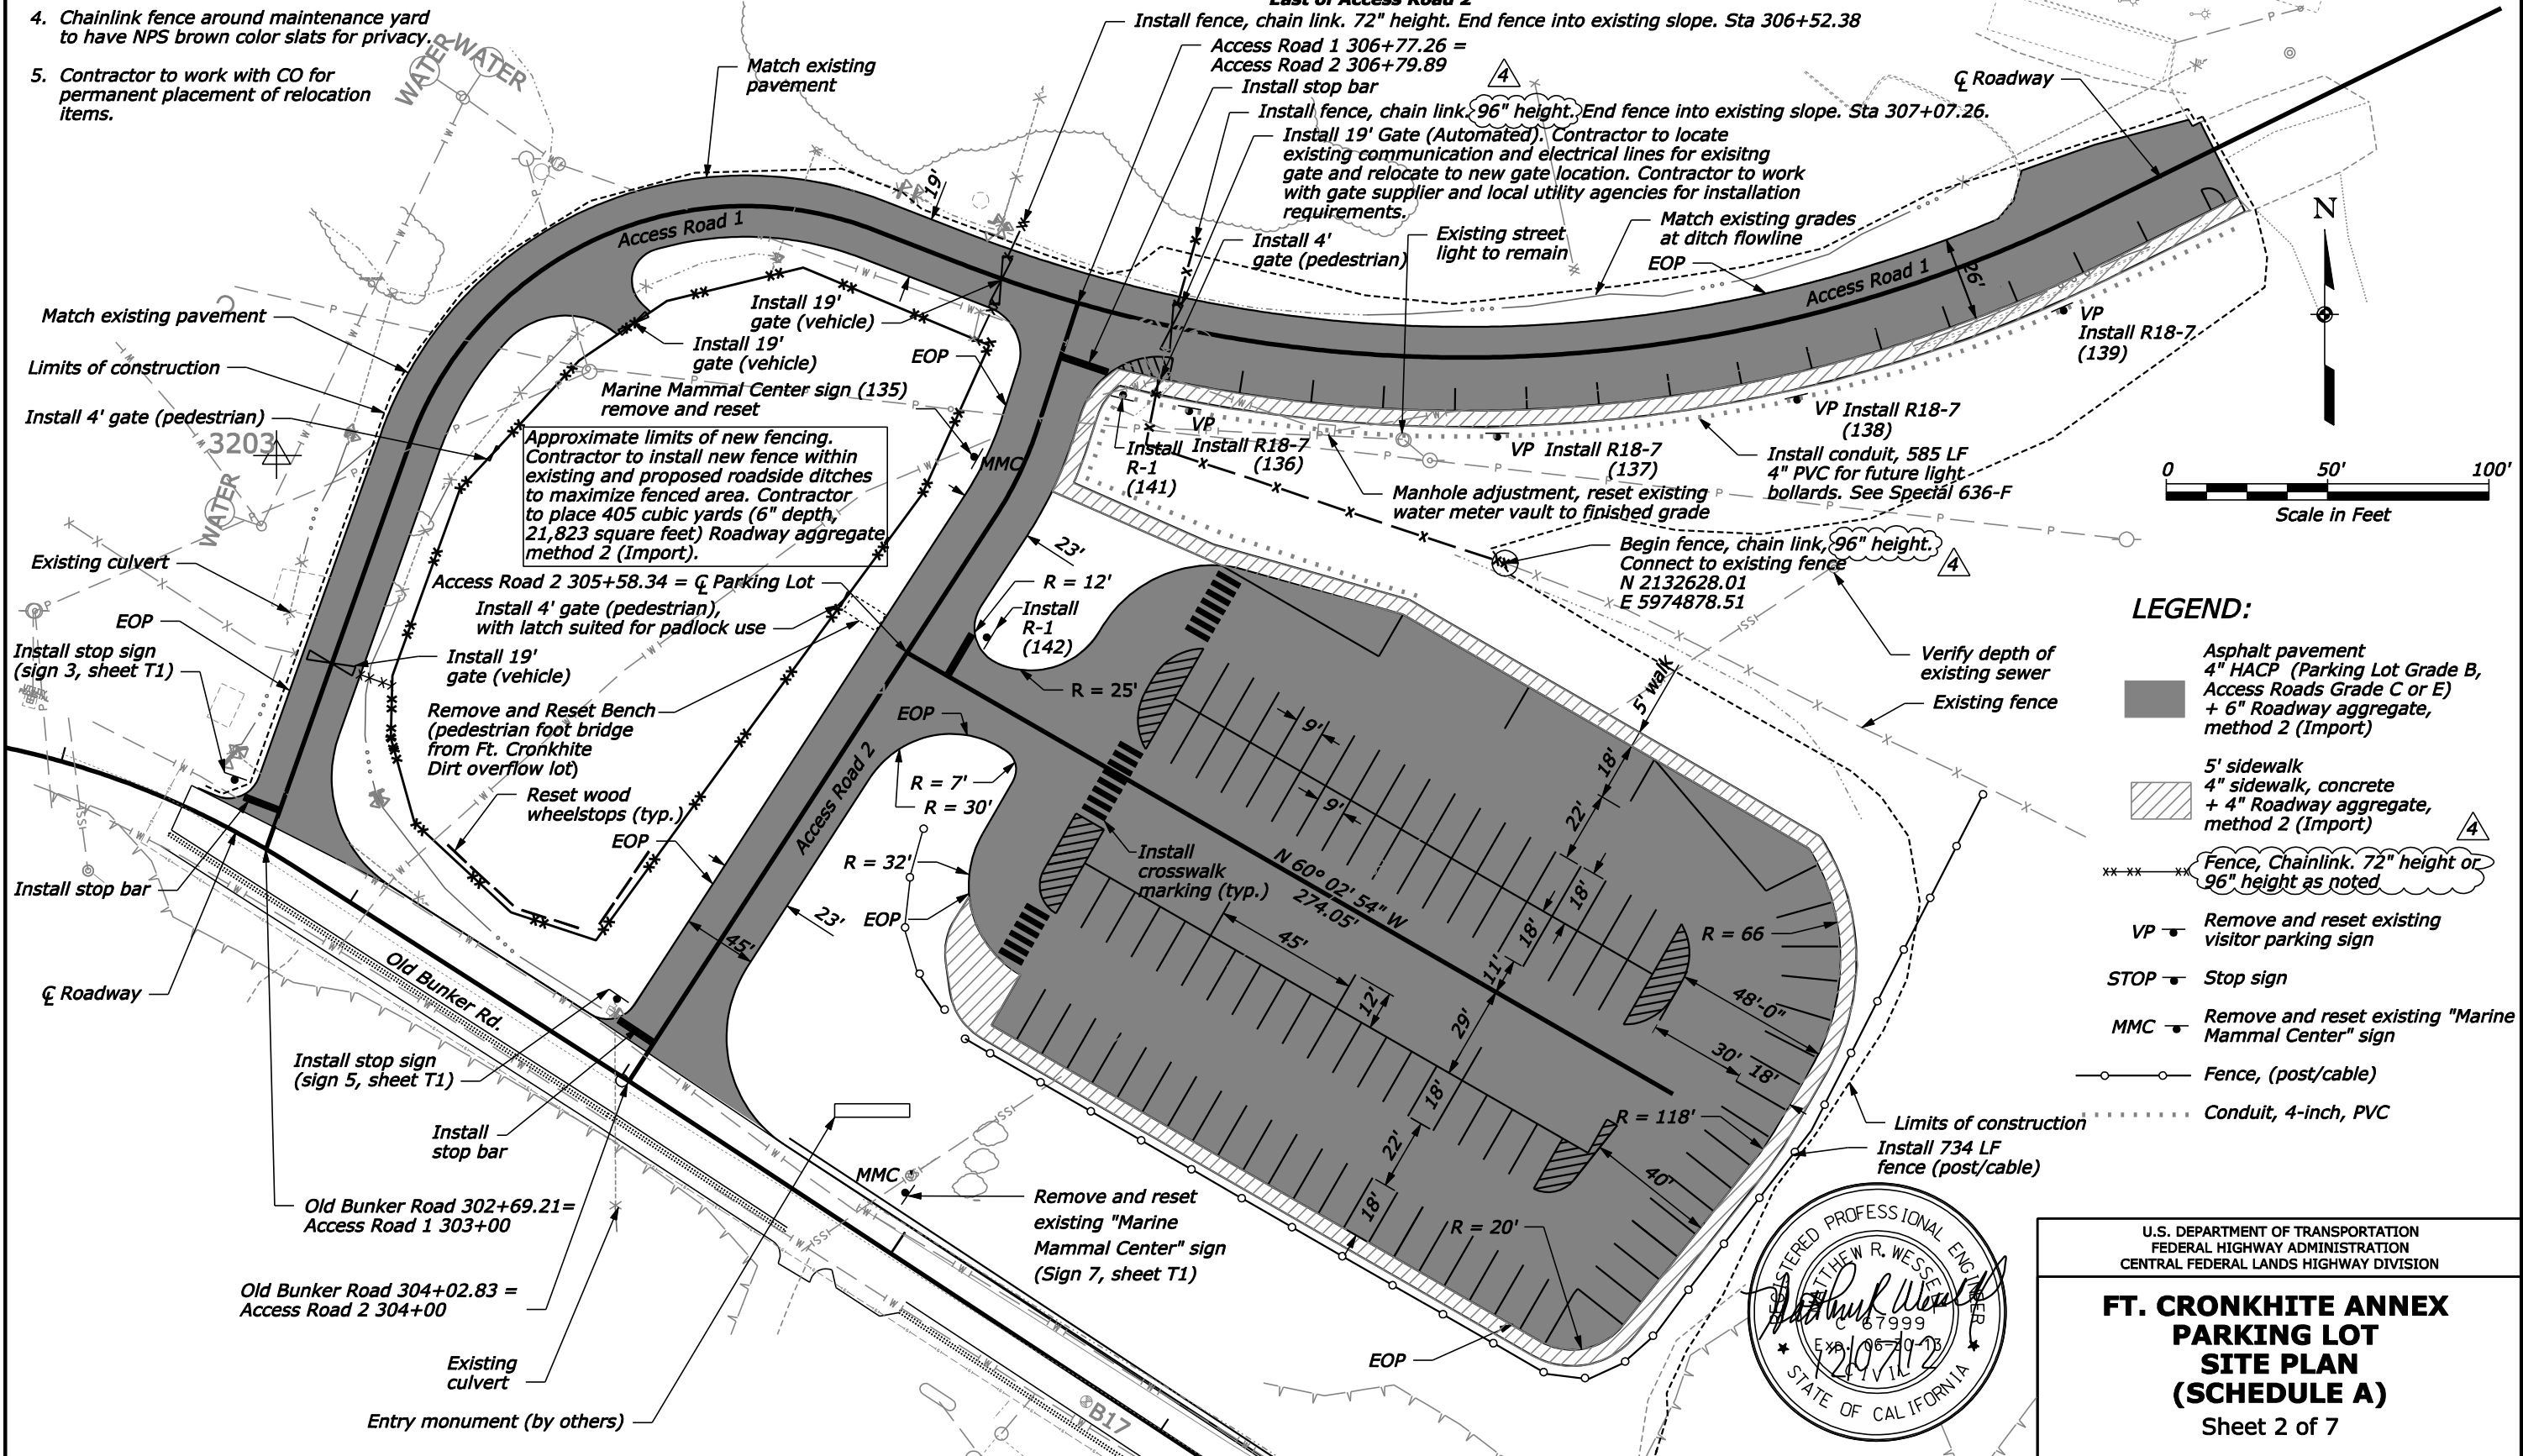 4. Chainlink fence around maintenance yard
to have NPS brown color slats for privacy.
5. Contractor to work with CO for
permanent placement of relocation
items.
East of Access Road 2
Install fence, chain link. 72" height. End fence into existing slope. Sta 306+52.38
Access Road 1 306+77.26 =
Access Road 2 306+79.89
4
Install stop bar
Install fence, chain link. 96" height. End fence into existing slope. Sta 307+07.26.
Install 19' Gate (Automated). Contractor to locate
existing communication and electrical lines for exisitng
gate and relocate to new gate location. Contractor to work
with gate supplier and local utility agencies for installation
requirements.
Match existing
pavement
WATER
WATER
19'
Access Road 1
Install 4'
gate (pedestrian)
Existing street
light to remain
Match existing grades
at ditch flowline
EOP
℄ Roadway
Access Road 1
26'
N
0 50' 100'
Scale in Feet
Match existing pavement
Limits of construction
Install 4' gate (pedestrian)
3203
WATER
Existing culvert
EOP
Install stop sign
(sign 3, sheet T1)
Install 19'
gate (vehicle)
Install 19'
gate (vehicle)
EOP
Marine Mammal Center sign (135)
remove and reset
MMC
Approximate limits of new fencing.
Contractor to install new fence within
existing and proposed roadside ditches
to maximize fenced area. Contractor
to place 405 cubic yards (6" depth,
21,823 square feet) Roadway aggregate
method 2 (Import).
Access Road 2 305+58.34 = ℄ Parking Lot
Install 4' gate (pedestrian),
with latch suited for padlock use
Install 19'
gate (vehicle)
Remove and Reset Bench
(pedestrian foot bridge
from Ft. Cronkhite
Dirt overflow lot)
Reset wood
wheelstops (typ.)
EOP
Install
R-1
(141)
VP
Install R18-7
(136)
VP Install R18-7
(137)
VP Install R18-7
(138)
VP
Install R18-7
(139)
Manhole adjustment, reset existing
water meter vault to finished grade
Install conduit, 585 LF
4" PVC for future light
bollards. See Special 636-F
Begin fence, chain link, 96" height.
Connect to existing fence
N 2132628.01
E 5974878.51
4
Verify depth of
existing sewer
Existing fence
23'
R = 12'
Install
R-1
(142)
R = 25'
EOP
R = 7'
R = 30'
R = 32'
EOP
Access Road 2
23'
45'
Install
crosswalk
marking (typ.)
N 60° 02' 54" W
274.05'
9'
9'
5' walk
18'
22'
18'
18'
11'
29'
45'
12'
18'
22'
18'
R = 66
48'-0"
30'
18'
R = 118'
40'
R = 20'
EOP
Limits of construction
Install 734 LF
fence (post/cable)
Install stop bar
℄ Roadway
Old Bunker Rd.
Install stop sign
(sign 5, sheet T1)
Install
stop bar
Old Bunker Road 302+69.21=
Access Road 1 303+00
Old Bunker Road 304+02.83 =
Access Road 2 304+00
Existing
culvert
Entry monument (by others)
MMC
Remove and reset
existing "Marine
Mammal Center" sign
(Sign 7, sheet T1)
B17
LEGEND:
Asphalt pavement
4" HACP (Parking Lot Grade B,
Access Roads Grade C or E)
+ 6" Roadway aggregate,
method 2 (Import)
5' sidewalk
4" sidewalk, concrete
+ 4" Roadway aggregate,
method 2 (Import)
4
Fence, Chainlink. 72" height or
96" height as noted
VP Remove and reset existing
visitor parking sign
STOP Stop sign
MMC Remove and reset existing "Marine
Mammal Center" sign
Fence, (post/cable)
Conduit, 4-inch, PVC
REGISTERED PROFESSIONAL ENGINEER
MATTHEW R. WESSEL
C 67999
Exp. 06-30-13
12/07/12
CIVIL
STATE OF CALIFORNIA
U.S. DEPARTMENT OF TRANSPORTATION
FEDERAL HIGHWAY ADMINISTRATION
CENTRAL FEDERAL LANDS HIGHWAY DIVISION
FT. CRONKHITE ANNEX
PARKING LOT
SITE PLAN
(SCHEDULE A)
Sheet 2 of 7